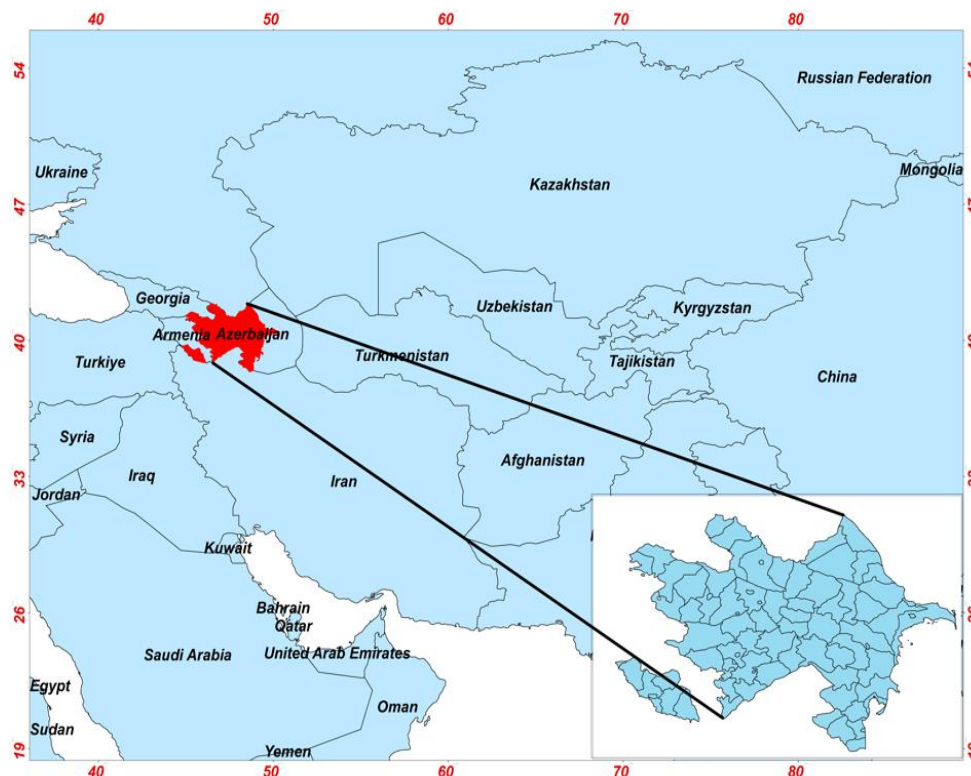 40
50
60
70
80
54
Russian Federation
Ukraine
Mongolia
Kazakhstan
47
Georgia
Uzbekistan
Kyrgyzstan
Armenia
Azerbaijan
40
Turkmenistan
Tajikistan
Turkiye
China
Syria
Afghanistan
33
Iraq
Iran
Jordan
Kuwait
26
Bahrain
Qatar
Saudi Arabia
United Arab Emirates
Egypt
Oman
Sudan
19
Yemen
40
50
60
70
80